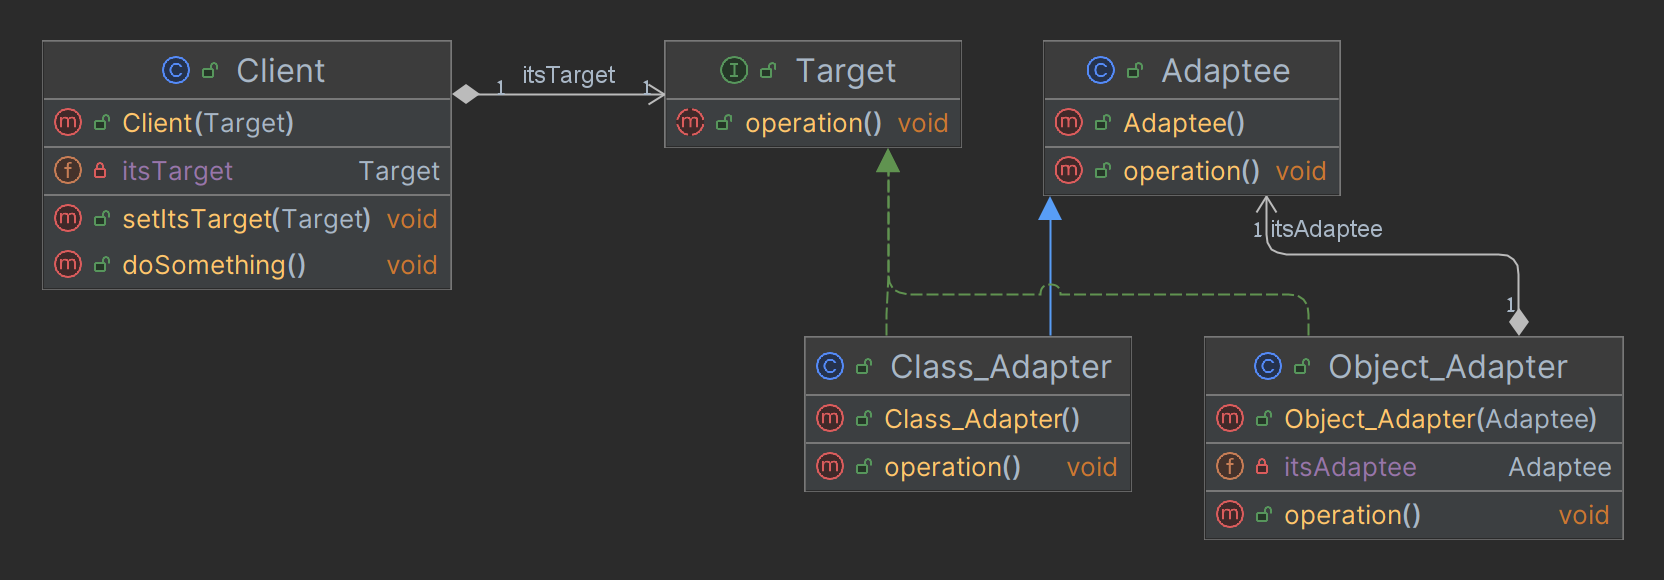 C Client
m Client(Target)
f itsTarget Target
m setItsTarget(Target) void
m doSomething() void
1 itsTarget 1
I Target
m operation() void
C Adaptee
m Adaptee()
m operation() void
1 itsAdaptee
1
C Class_Adapter
m Class_Adapter()
m operation() void
C Object_Adapter
m Object_Adapter(Adaptee)
f itsAdaptee Adaptee
m operation() void